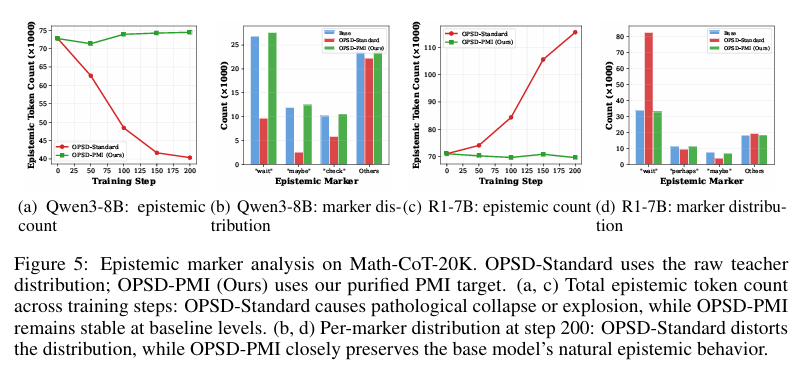 Epistemic Token Count (×1000)
75
70
65
60
55
50
45
40
OPSD-Standard
OPSD-PMI (Ours)
0 25 50 75 100 125 150 175 200
Training Step
Count (×1000)
25
20
15
10
5
0
Base
OPSD-Standard
OPSD-PMI (Ours)
"wait" "maybe" "check" Others
Epistemic Marker
Epistemic Token Count (×1000)
110
100
90
80
70
OPSD-Standard
OPSD-PMI (Ours)
0 25 50 75 100 125 150 175 200
Training Step
Count (×1000)
80
70
60
50
40
30
20
10
0
Base
OPSD-Standard
OPSD-PMI (Ours)
"wait" "perhaps" "maybe" Others
Epistemic Marker
(a) Qwen3-8B: epistemic
count
(b) Qwen3-8B: marker dis-
tribution
(c) R1-7B: epistemic count
(d) R1-7B: marker distribu-
tion
Figure 5: Epistemic marker analysis on Math-CoT-20K. OPSD-Standard uses the raw teacher
distribution; OPSD-PMI (Ours) uses our purified PMI target. (a, c) Total epistemic token count
across training steps: OPSD-Standard causes pathological collapse or explosion, while OPSD-PMI
remains stable at baseline levels. (b, d) Per-marker distribution at step 200: OPSD-Standard distorts
the distribution, while OPSD-PMI closely preserves the base model's natural epistemic behavior.